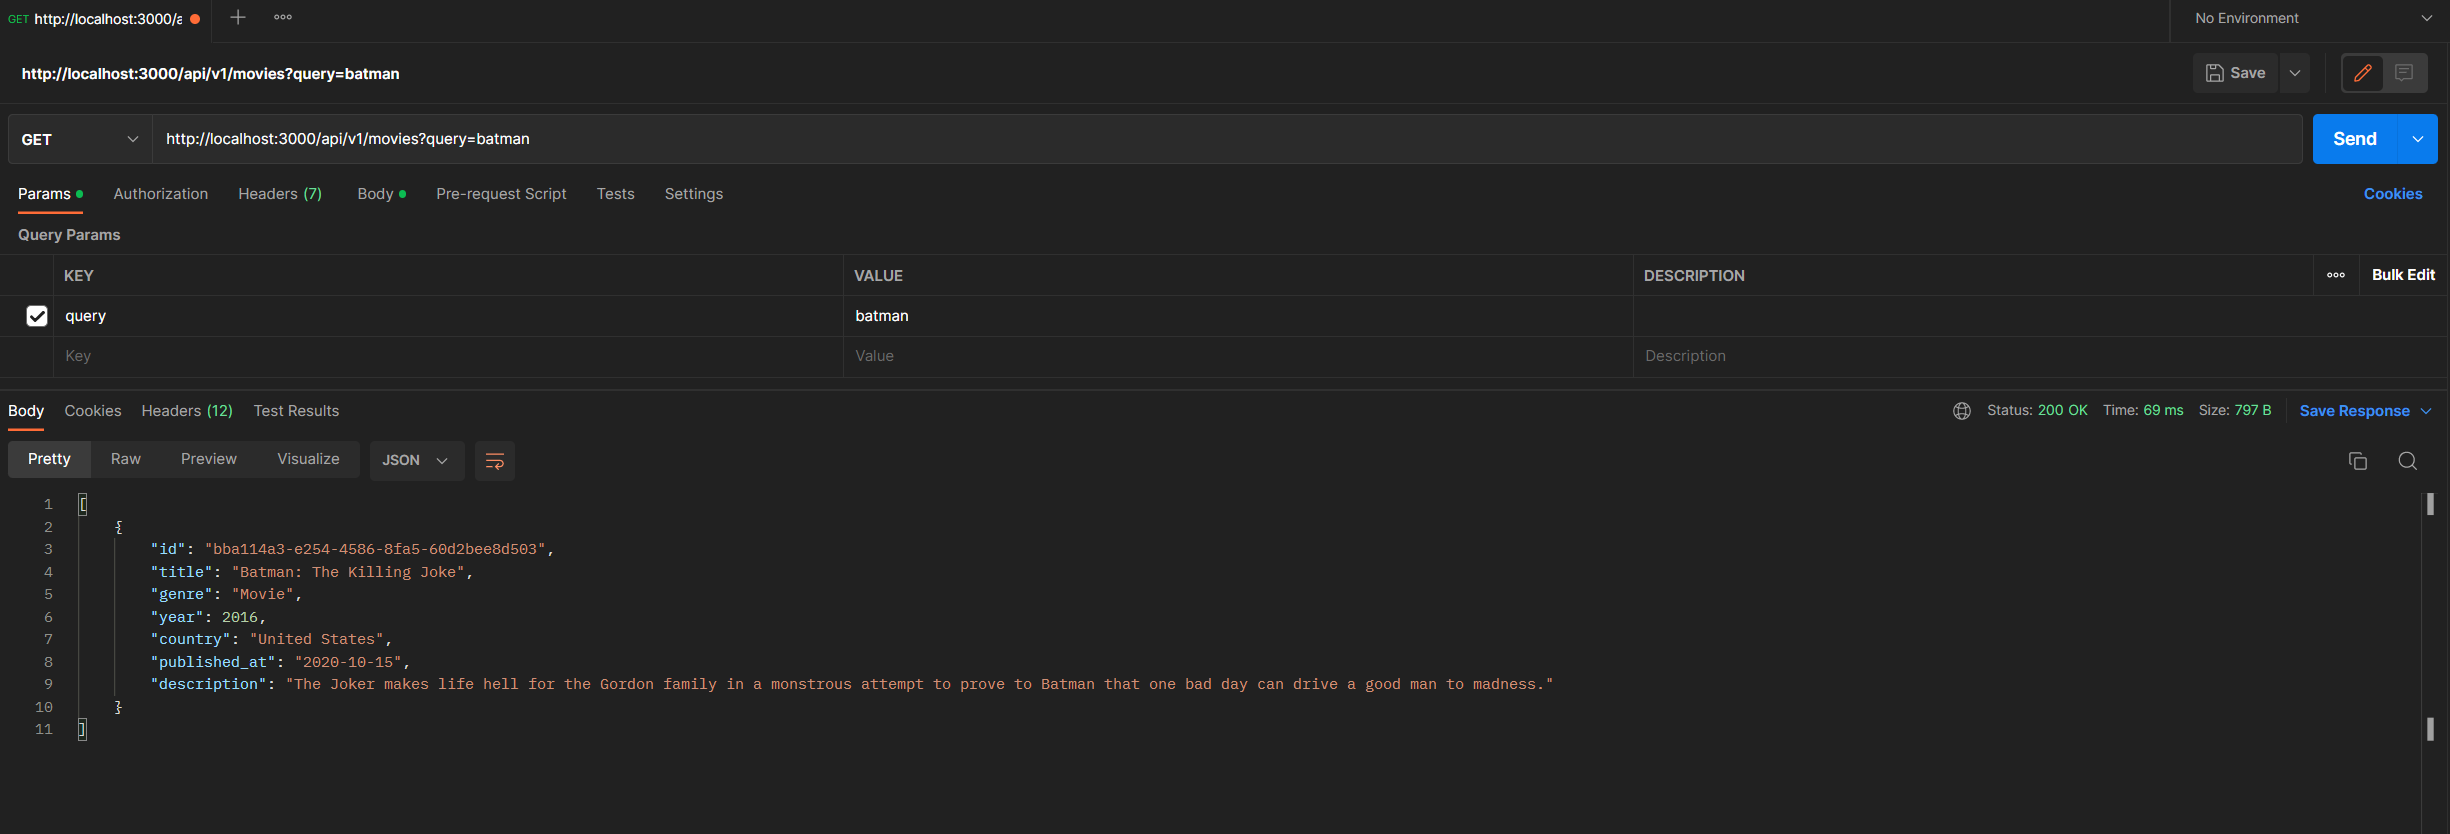 GET http://localhost:3000/a
No Environment
http://localhost:3000/api/v1/movies?query=batman
Save
GET http://localhost:3000/api/v1/movies?query=batman Send
Params Authorization Headers (7) Body Pre-request Script Tests Settings Cookies
Query Params
KEY VALUE DESCRIPTION Bulk Edit
query batman
Key Value Description
Body Cookies Headers (12) Test Results Status: 200 OK Time: 69 ms Size: 797 B Save Response
Pretty Raw Preview Visualize JSON
1 [
2 {
3 "id": "bba114a3-e254-4586-8fa5-60d2bee8d503",
4 "title": "Batman: The Killing Joke",
5 "genre": "Movie",
6 "year": 2016,
7 "country": "United States",
8 "published_at": "2020-10-15",
9 "description": "The Joker makes life hell for the Gordon family in a monstrous attempt to prove to Batman that one bad day can drive a good man to madness."
10 }
11 ]